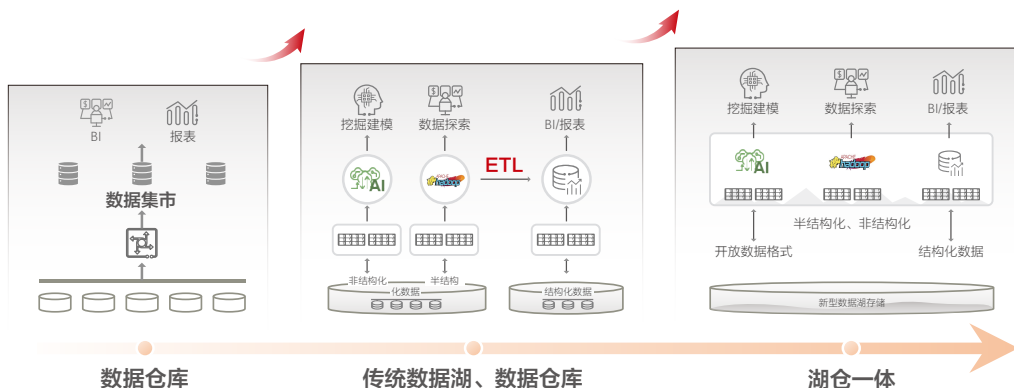 BI
报表
数据集市
挖掘建模
数据探索
BI/报表
AI
APACHE
hadoop
ETL
非结构化
半结构
化数据
结构化数据
挖掘建模
数据探索
BI/报表
AI
APACHE
hadoop
半结构化、非结构化
开放数据格式
结构化数据
新型数据湖存储
数据仓库
传统数据湖、数据仓库
湖仓一体